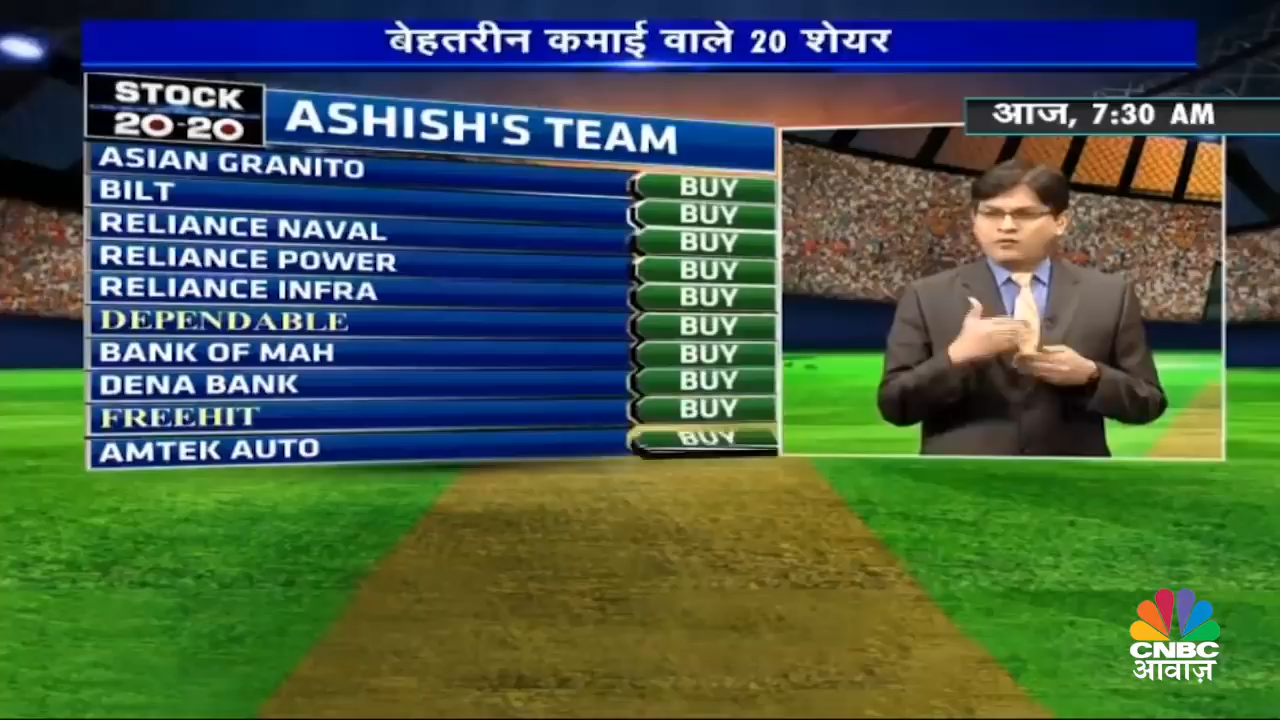 बेहतरीन कमाई वाले 20 शेयर
आज, 7:30 AM
STOCK
20-20
ASHISH'S TEAM
ASIAN GRANITO BUY
BILT BUY
RELIANCE NAVAL BUY
RELIANCE POWER BUY
RELIANCE INFRA BUY
DEPENDABLE BUY
BANK OF MAH BUY
DENA BANK BUY
FREEHIT BUY
AMTEK AUTO BUY
CNBC
आवाज़